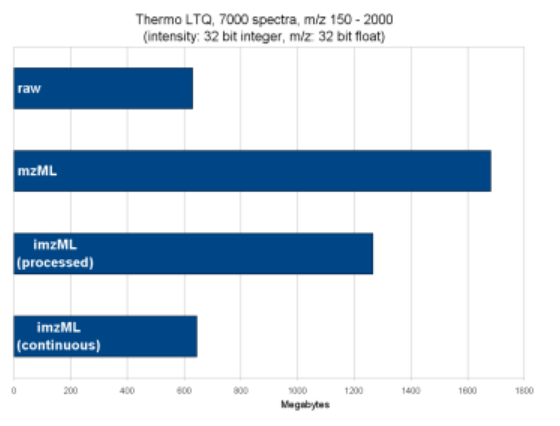 Thermo LTQ, 7000 spectra, m/z 150 - 2000
(intensity: 32 bit integer, m/z: 32 bit float)
raw
mzML
imzML
(processed)
imzML
(continuous)
0 200 400 600 800 1000 1200 1400 1600 1800
Megabytes